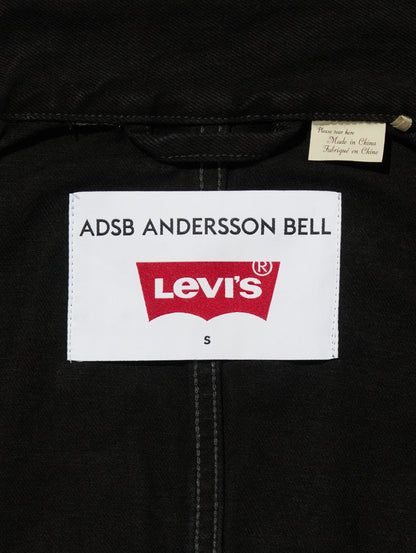 Please tear here
Made in China
Fabriqué en Chine
ADSB ANDERSSON BELL
LEVI'S®
S